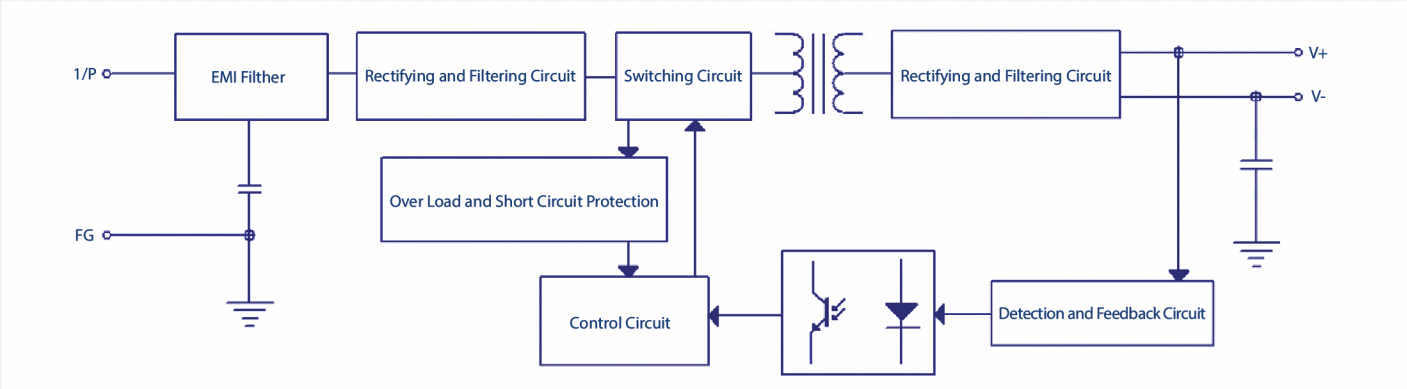 1/P
EMI Filther
Rectifying and Filtering Circuit
Switching Circuit
Rectifying and Filtering Circuit
V+
V-
Over Load and Short Circuit Protection
FG
Control Circuit
Detection and Feedback Circuit